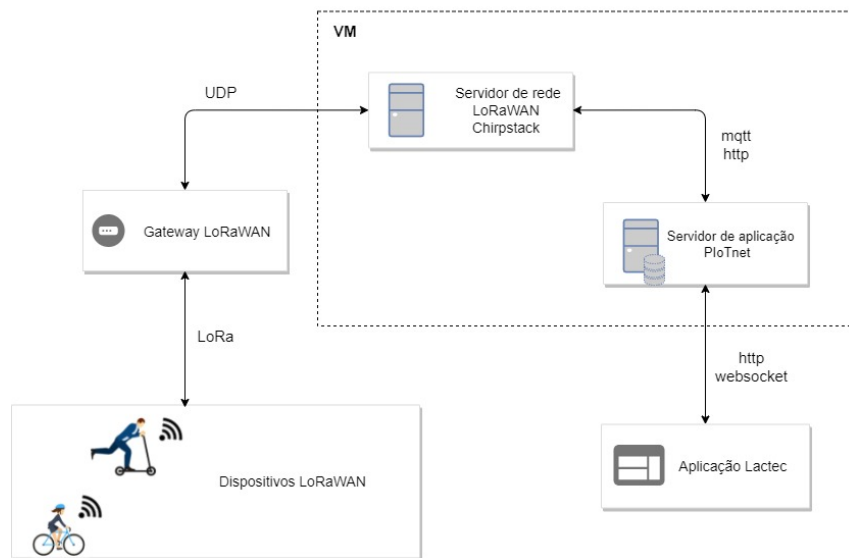 VM
UDP
Servidor de rede
LoRaWAN
Chirpstack
mqtt
http
Gateway LoRaWAN
Servidor de aplicação
PIoTnet
LoRa
http
websocket
Dispositivos LoRaWAN
Aplicação Lactec